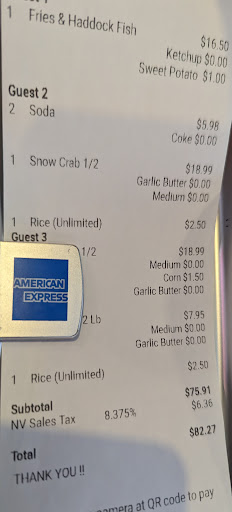 1 Fries & Haddock Fish
$16.50
Ketchup $0.00
Sweet Potato $1.00
Guest 2
2 Soda
$5.98
Coke $0.00
1 Snow Crab 1/2
$18.99
Garlic Butter $0.00
Medium $0.00
1 Rice (Unlimited) $2.50
Guest 3
1/2 $18.99
Medium $0.00
Corn $1.50
Garlic Butter $0.00
AMERICAN
EXPRESS
2 Lb $7.95
Medium $0.00
Garlic Butter $0.00
1 Rice (Unlimited) $2.50
Subtotal $75.91
NV Sales Tax 8.375% $6.36
Total $82.27
THANK YOU !!
camera at QR code to pay